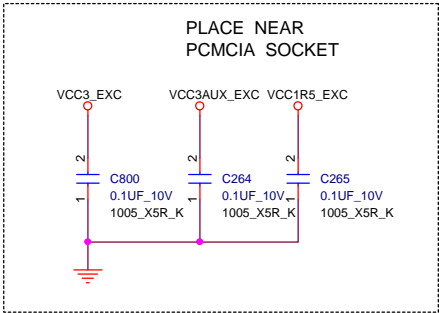 PLACE NEAR
PCMCIA SOCKET
VCC3_EXC VCC3AUX_EXC VCC1R5_EXC
2 2 2
C800 C264 C265
0.1UF_10V 0.1UF_10V 0.1UF_10V
1 1 1
1005_X5R_K 1005_X5R_K 1005_X5R_K